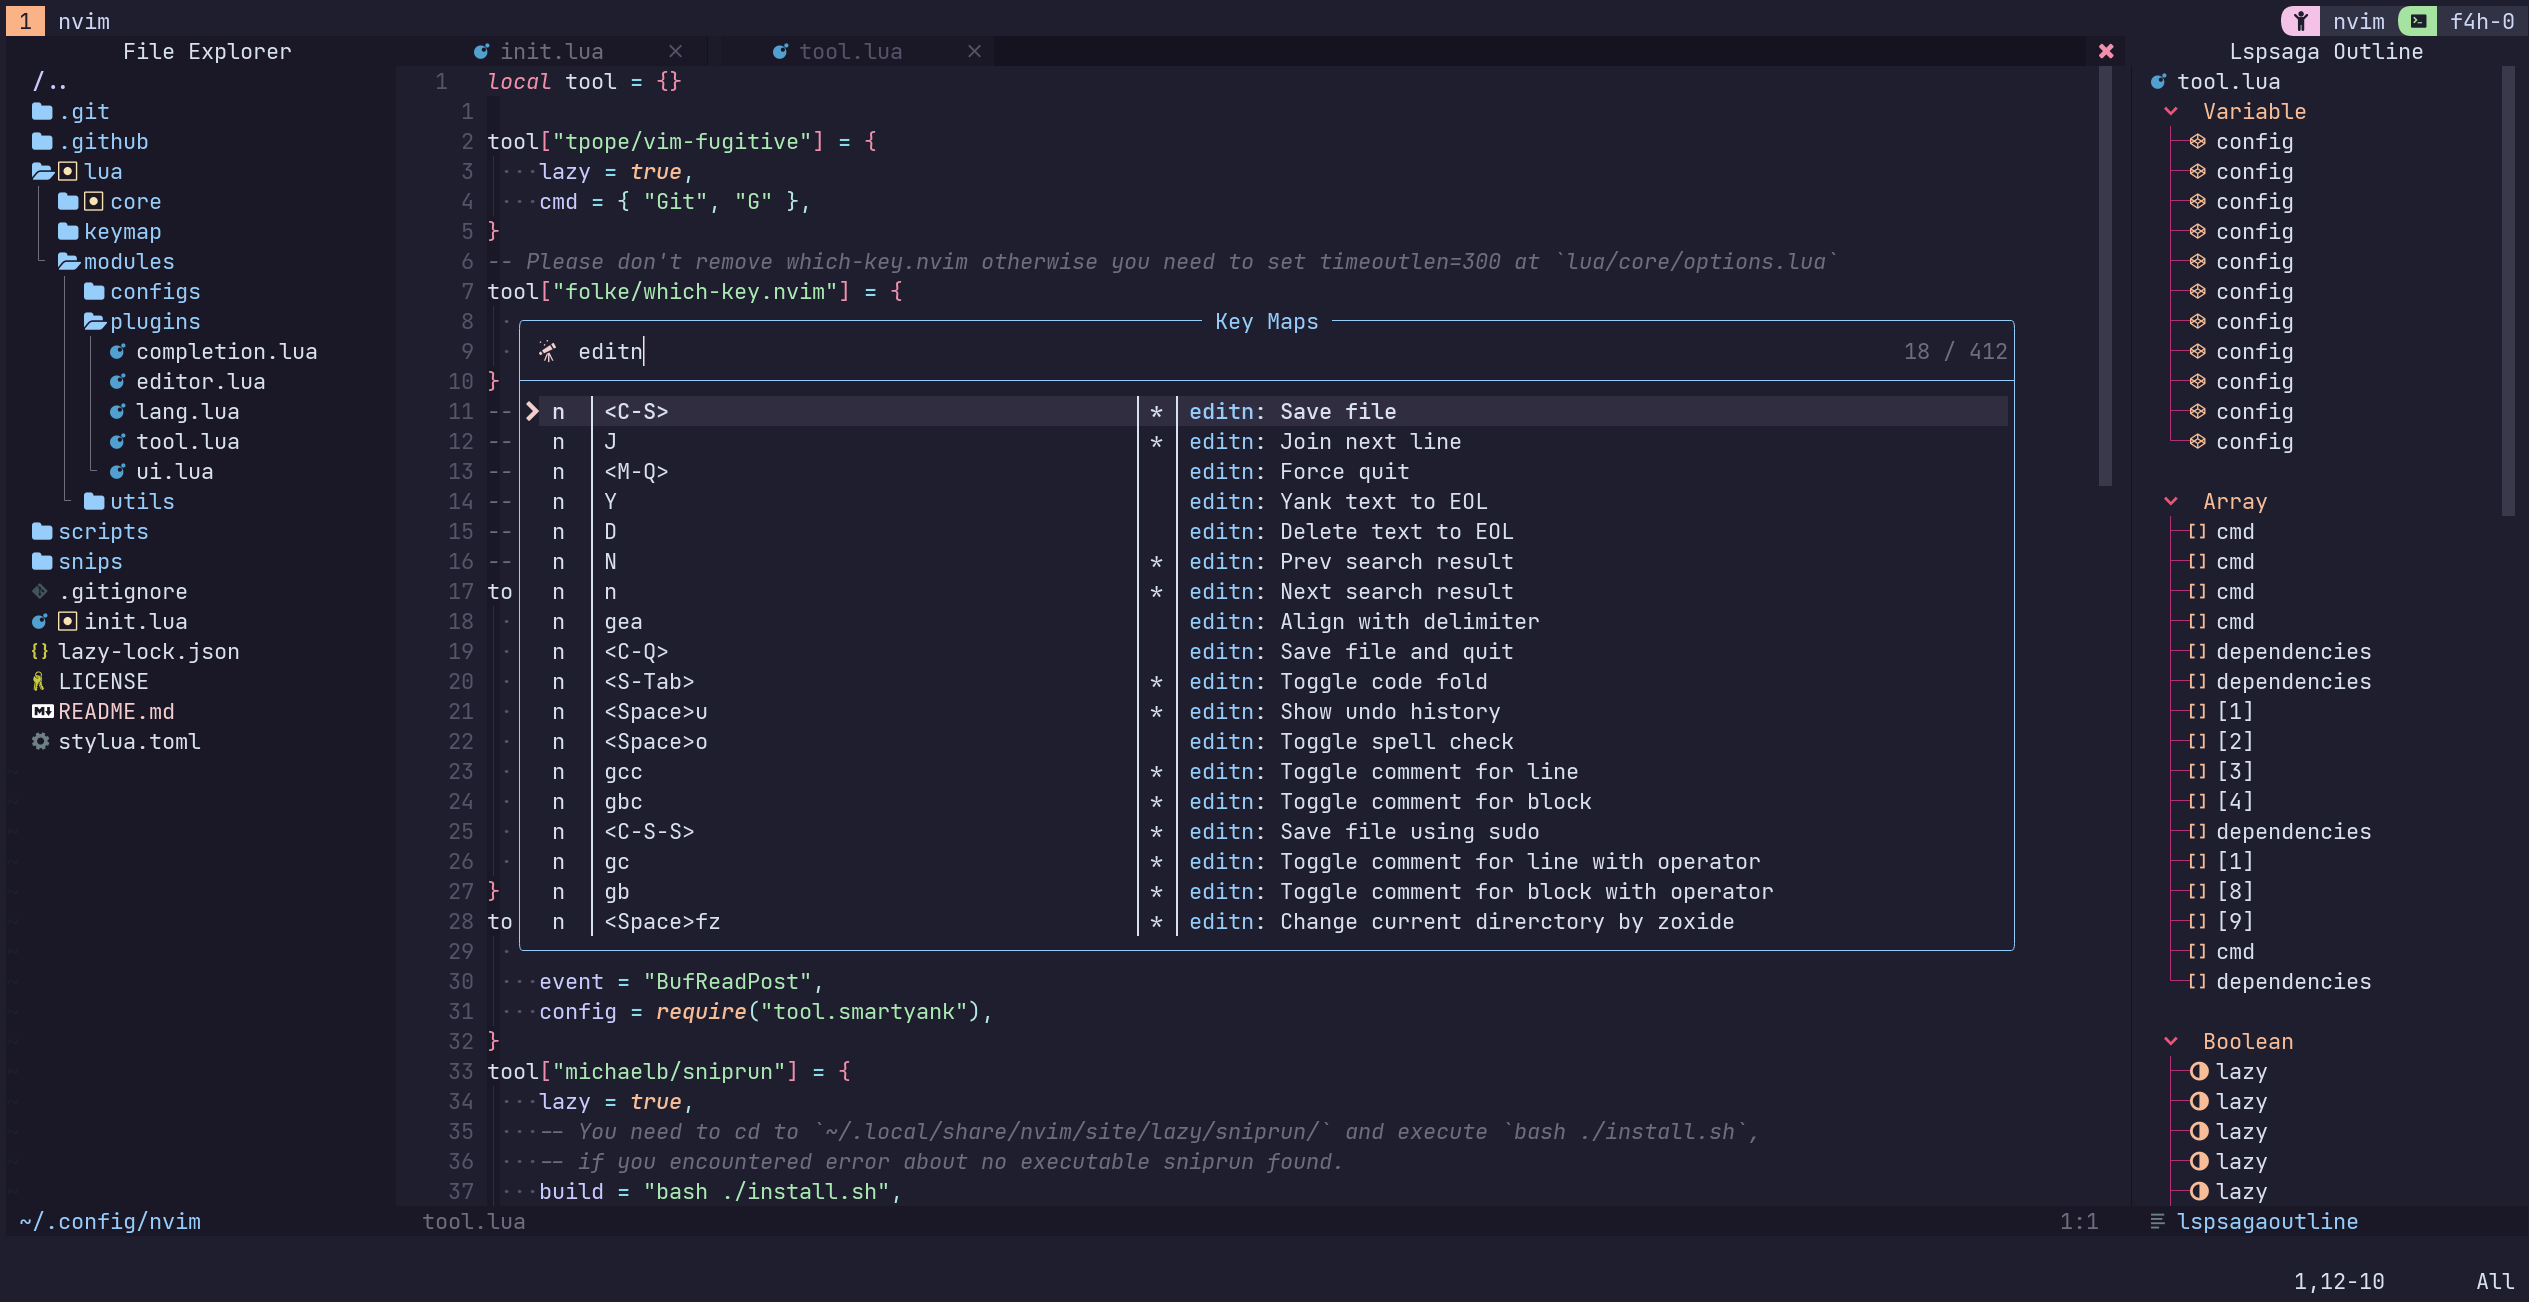 1 nvim
nvim f4h-0
File Explorer
/..
.git
.github
lua
core
keymap
modules
configs
plugins
completion.lua
editor.lua
lang.lua
tool.lua
ui.lua
utils
scripts
snips
.gitignore
init.lua
{} lazy-lock.json
LICENSE
README.md
stylua.toml
~/.config/nvim
init.lua ×
tool.lua ×
1 local tool = {}
1
2 tool["tpope/vim-fugitive"] = {
3 ···lazy = true,
4 ···cmd = { "Git", "G" },
5 }
6 -- Please don't remove which-key.nvim otherwise you need to set timeoutlen=300 at `lua/core/options.lua`
7 tool["folke/which-key.nvim"] = {
8 ·
9 ·
10 }
11 --
12 --
13 --
14 --
15 --
16 --
17 to
18 ·
19 ·
20 ·
21 ·
22 ·
23 ·
24 ·
25 ·
26 ·
27 }
28 to
29 ·
30 ···event = "BufReadPost",
31 ···config = require("tool.smartyank"),
32 }
33 tool["michaelb/sniprun"] = {
34 ···lazy = true,
35 ···-- You need to cd to `~/.local/share/nvim/site/lazy/sniprun/` and execute `bash ./install.sh`,
36 ···-- if you encountered error about no executable sniprun found.
37 ···build = "bash ./install.sh",
Key Maps
editn 18 / 412
n <C-S> * editn: Save file
n J * editn: Join next line
n <M-Q> editn: Force quit
n Y editn: Yank text to EOL
n D editn: Delete text to EOL
n N * editn: Prev search result
n n * editn: Next search result
n gea editn: Align with delimiter
n <C-Q> editn: Save file and quit
n <S-Tab> * editn: Toggle code fold
n <Space>u * editn: Show undo history
n <Space>o editn: Toggle spell check
n gcc * editn: Toggle comment for line
n gbc * editn: Toggle comment for block
n <C-S-S> * editn: Save file using sudo
n gc * editn: Toggle comment for line with operator
n gb * editn: Toggle comment for block with operator
n <Space>fz * editn: Change current direrctory by zoxide
tool.lua 1:1
Lspsaga Outline
tool.lua
Variable
config
config
config
config
config
config
config
config
config
config
config
Array
[] cmd
[] cmd
[] cmd
[] cmd
[] dependencies
[] dependencies
[] [1]
[] [2]
[] [3]
[] [4]
[] dependencies
[] [1]
[] [8]
[] [9]
[] cmd
[] dependencies
Boolean
lazy
lazy
lazy
lazy
lazy
lspsagaoutline
1,12-10 All